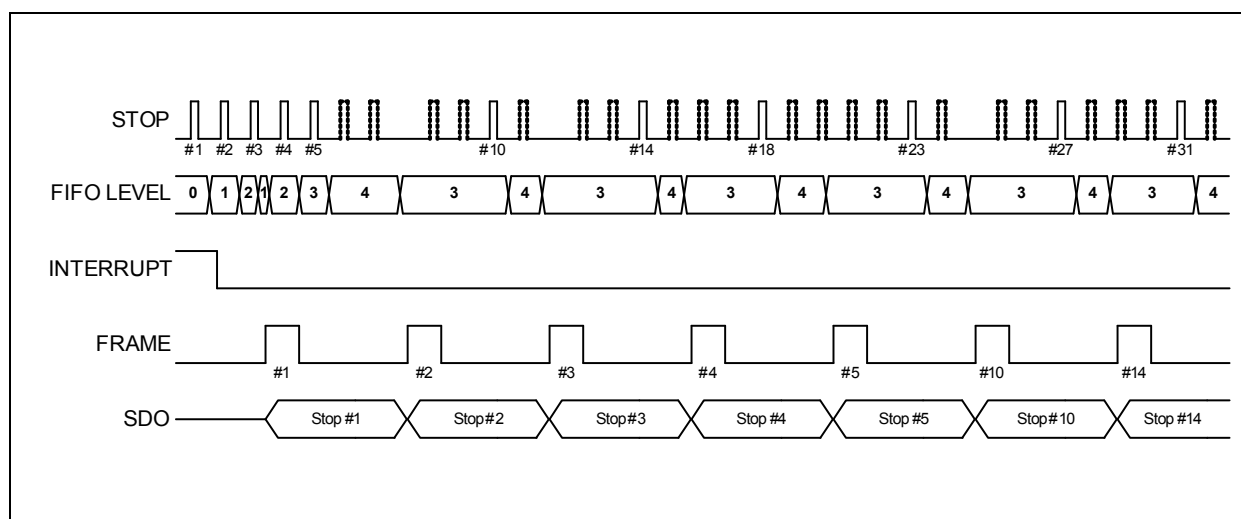 STOP
#1 #2 #3 #4 #5 #10 #14 #18 #23 #27 #31
FIFO LEVEL 0 1 2 1 2 3 4 3 4 3 4 3 4 3 4 3 4 3 4
INTERRUPT
FRAME
#1 #2 #3 #4 #5 #10 #14
SDO Stop #1 Stop#2 Stop#3 Stop #4 Stop #5 Stop#10 Stop #14